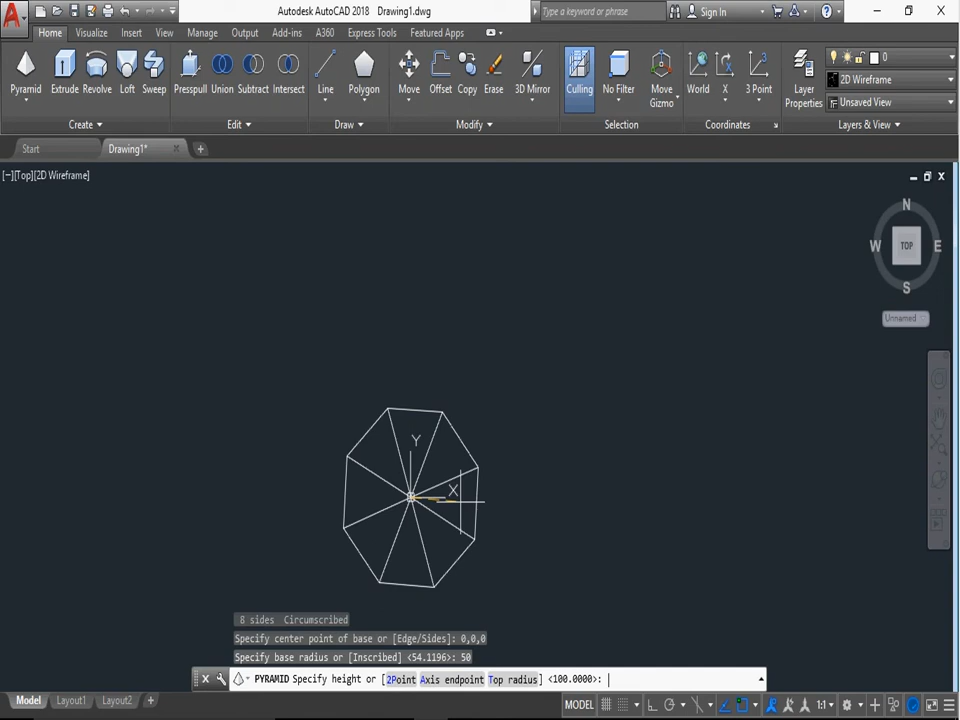 Autodesk AutoCAD 2018 Drawing1.dwg
Type a keyword or phrase
Sign In
Home Visualize Insert View Manage Output Add-ins A360 Express Tools Featured Apps
Pyramid Extrude Revolve Loft Sweep Presspull Union Subtract Intersect Line Polygon Move Offset Copy Erase 3D Mirror Culling No Filter Move Gizmo World X 3 Point Layer Properties
0
2D Wireframe
Unsaved View
Create Edit Draw Modify Selection Coordinates Layers & View
Start Drawing1* +
[−][Top][2D Wireframe]
N
W TOP E
S
Unnamed
Y
X
8 sides Circumscribed
Specify center point of base or [Edge/Sides]: 0,0,0
Specify base radius or [Inscribed] <54.1196>: 50
PYRAMID Specify height or [2Point Axis endpoint Top radius] <100.0000>:
Model Layout1 Layout2 +
MODEL 1:1